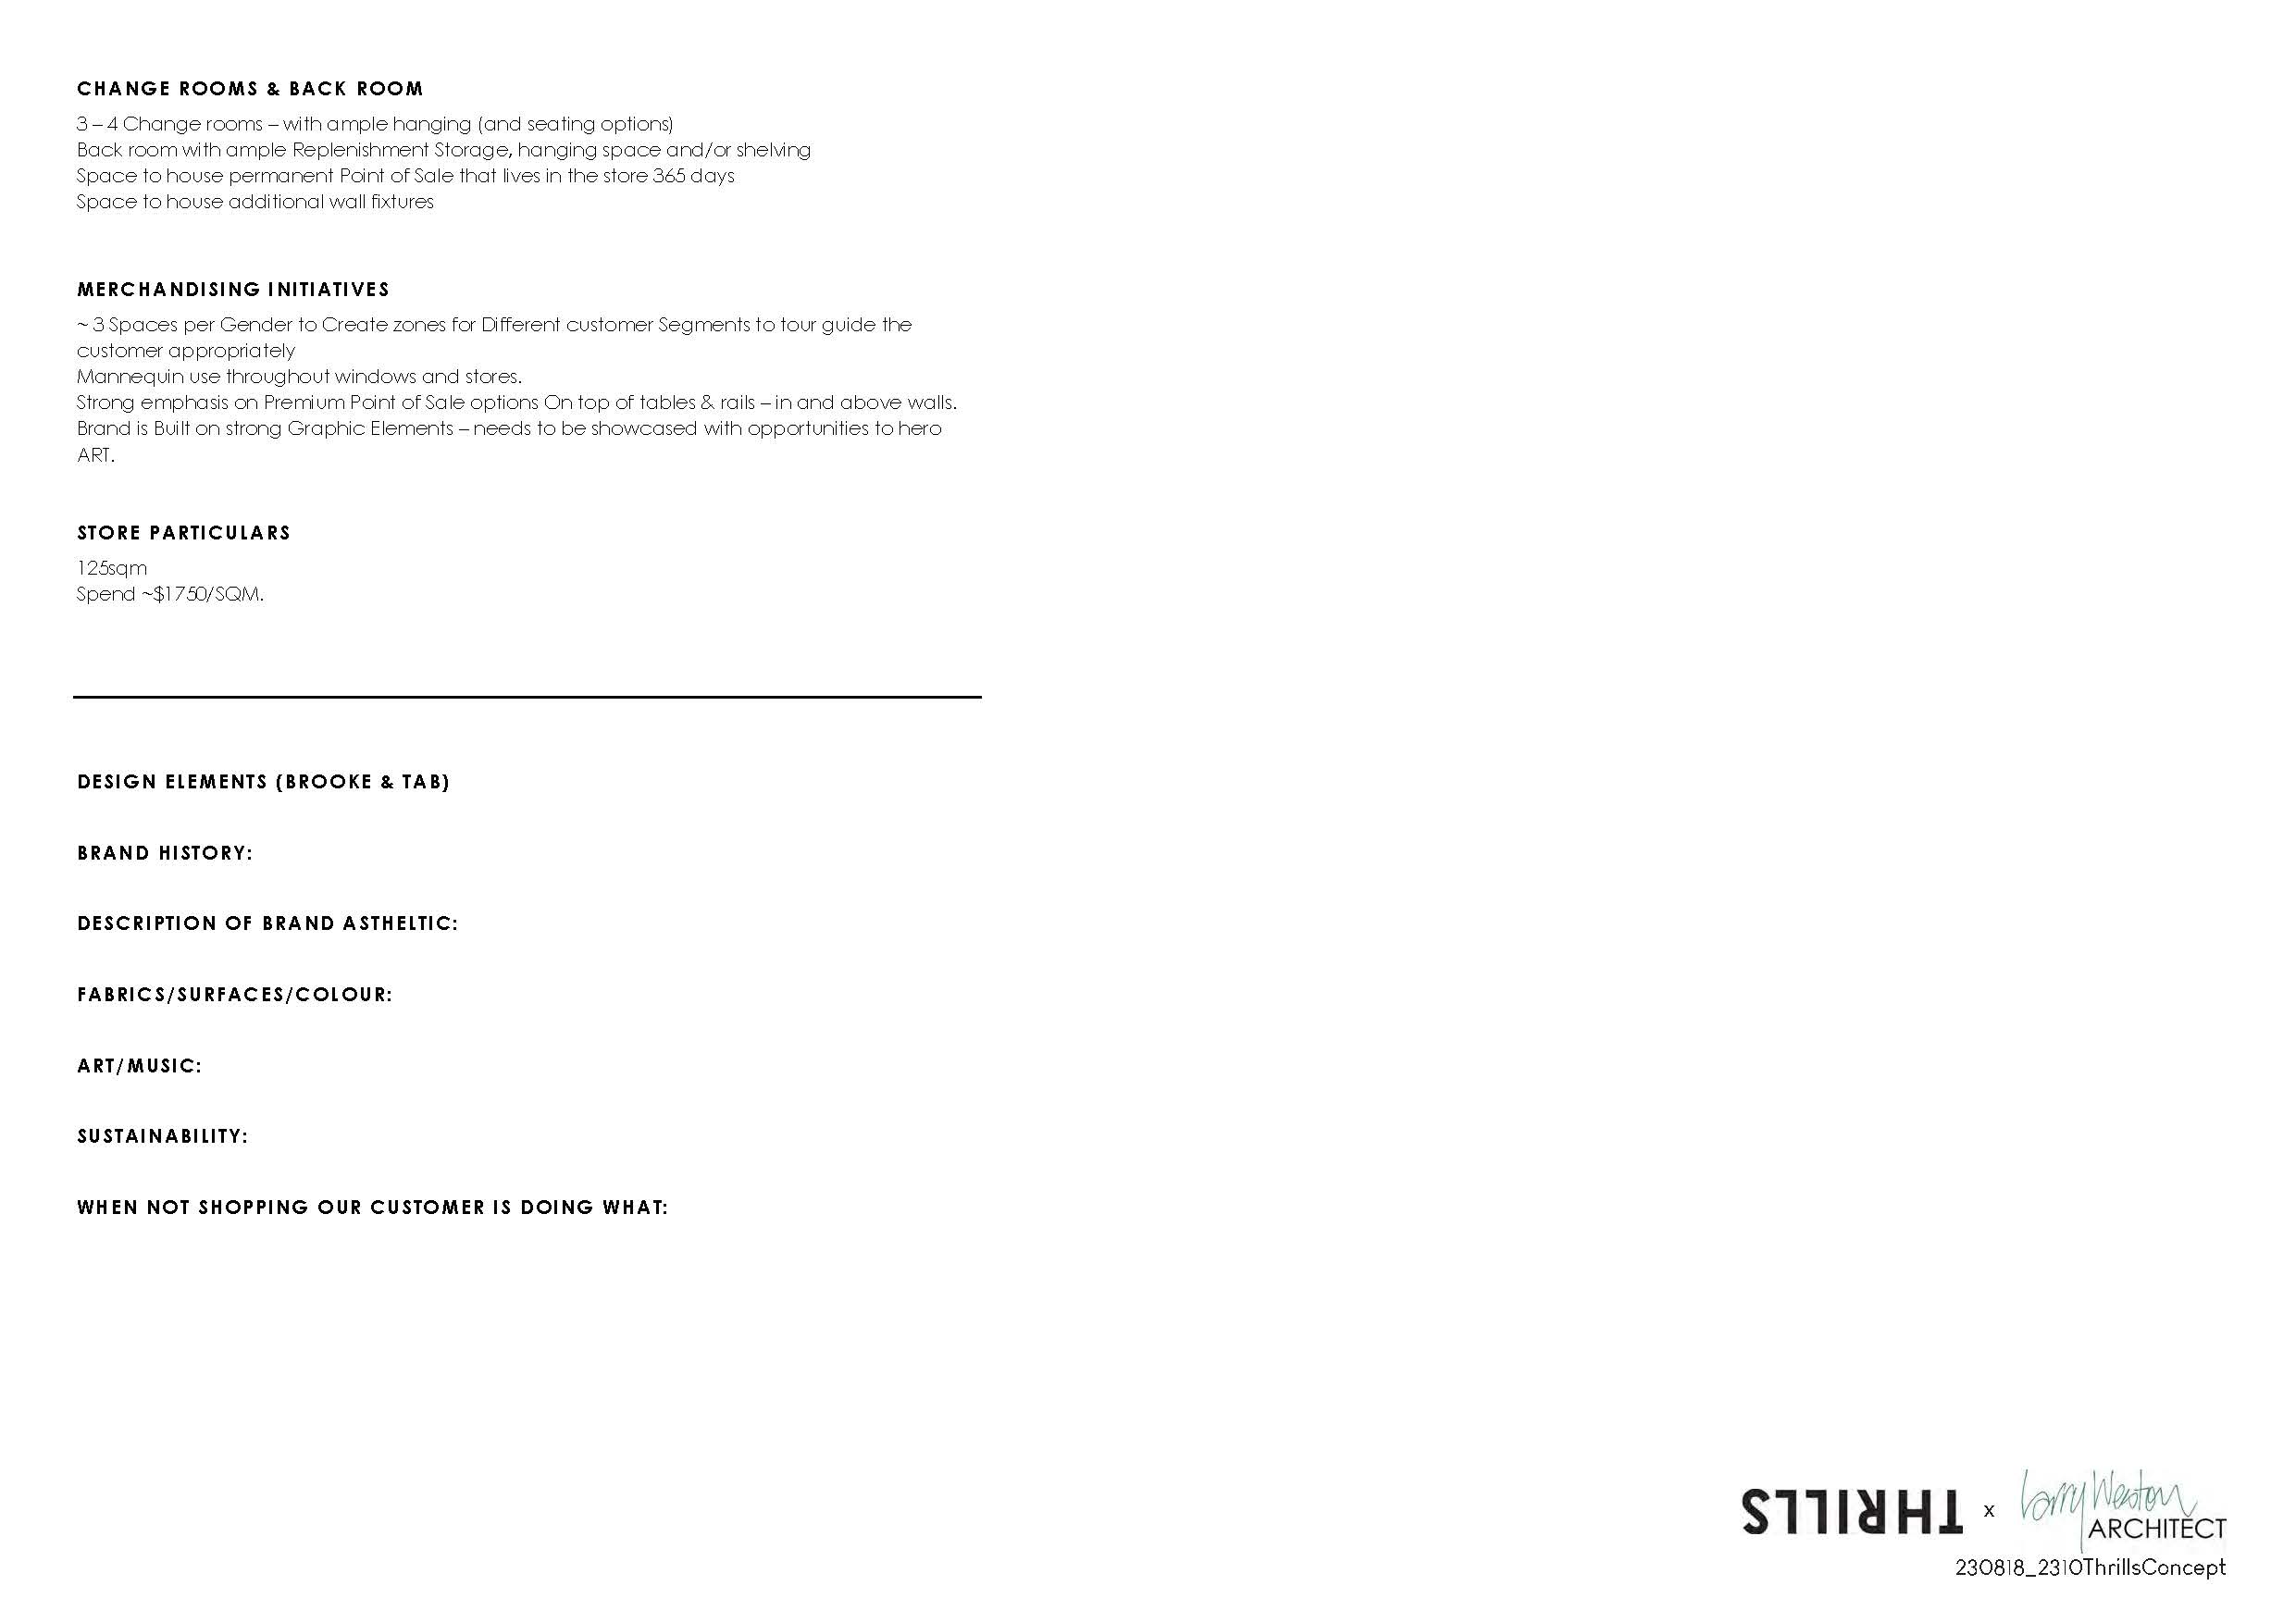 CHANGE ROOMS & BACK ROOM
3 – 4 Change rooms – with ample hanging (and seating options)
Back room with ample Replenishment Storage, hanging space and/or shelving
Space to house permanent Point of Sale that lives in the store 365 days
Space to house additional wall fixtures
MERCHANDISING INITIATIVES
~ 3 Spaces per Gender to Create zones for Different customer Segments to tour guide the
customer appropriately
Mannequin use throughout windows and stores.
Strong emphasis on Premium Point of Sale options On top of tables & rails – in and above walls.
Brand is Built on strong Graphic Elements – needs to be showcased with opportunities to hero
ART.
STORE PARTICULARS
125sqm
Spend ~$1750/SQM.
DESIGN ELEMENTS (BROOKE & TAB)
BRAND HISTORY:
DESCRIPTION OF BRAND ASTHELTIC:
FABRICS/SURFACES/COLOUR:
ART/MUSIC:
SUSTAINABILITY:
WHEN NOT SHOPPING OUR CUSTOMER IS DOING WHAT:
THRILLS x Larry Weston
ARCHITECT
230818_2310ThrillsConcept